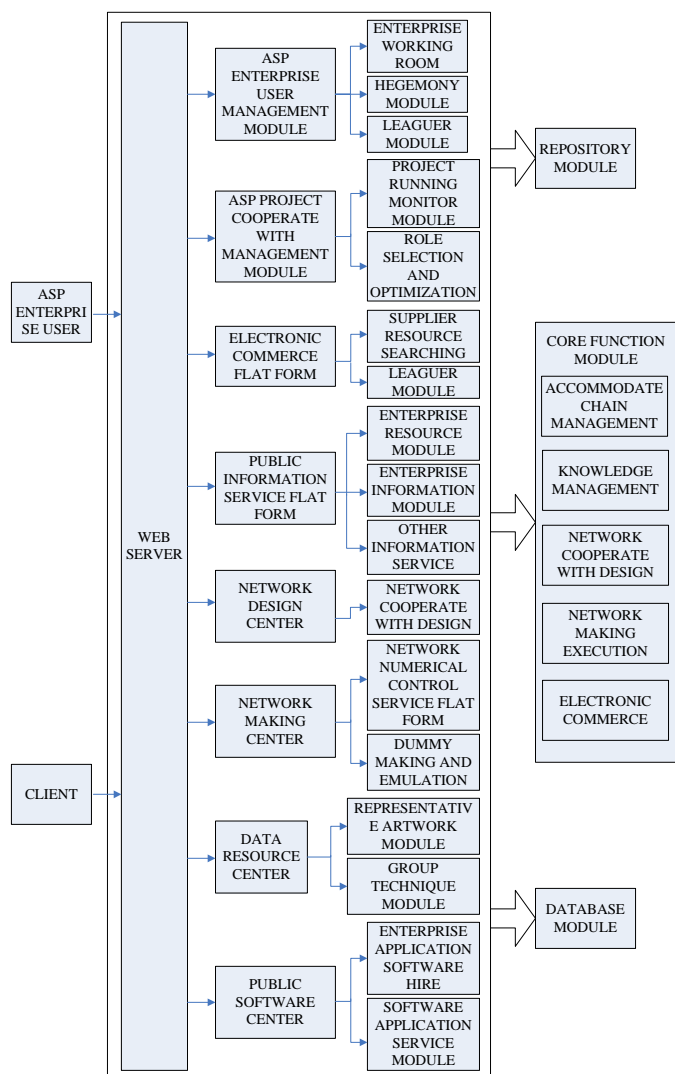 ASP
ENTERPR
ISE USER
CLIENT
WEB
SERVER
ASP
ENTERPRISE
USER
MANAGEMENT
MODULE
ENTERPRISE
WORKING
ROOM
HEGEMONY
MODULE
LEAGUER
MODULE
ASP PROJECT
COOPERATE
WITH
MANAGEMENT
MODULE
PROJECT
RUNNING
MONITOR
MODULE
ROLE
SELECTION
AND
OPTIMIZATION
ELECTRONIC
COMMERCE
FLAT FORM
SUPPLIER
RESOURCE
SEARCHING
LEAGUER
MODULE
PUBLIC
INFORMATION
SERVICE FLAT
FORM
ENTERPRISE
RESOURCE
MODULE
ENTERPRISE
INFORMATION
MODULE
OTHER
INFORMATION
SERVICE
NETWORK
DESIGN
CENTER
NETWORK
COOPERATE
WITH DESIGN
NETWORK
MAKING
CENTER
NETWORK
NUMERICAL
CONTROL
SERVICE FLAT
FORM
DUMMY
MAKING AND
EMULATION
DATA
RESOURCE
CENTER
REPRESENTATIV
E ARTWORK
MODULE
GROUP
TECHNIQUE
MODULE
PUBLIC
SOFTWARE
CENTER
ENTERPRISE
APPLICATION
SOFTWARE
HIRE
SOFTWARE
APPLICATION
SERVICE
MODULE
REPOSITORY
MODULE
CORE FUNCTION
MODULE
ACCOMMODATE
CHAIN
MANAGEMENT
KNOWLEDGE
MANAGEMENT
NETWORK
COOPERATE
WITH DESIGN
NETWORK
MAKING
EXECUTION
ELECTRONIC
COMMERCE
DATABASE
MODULE